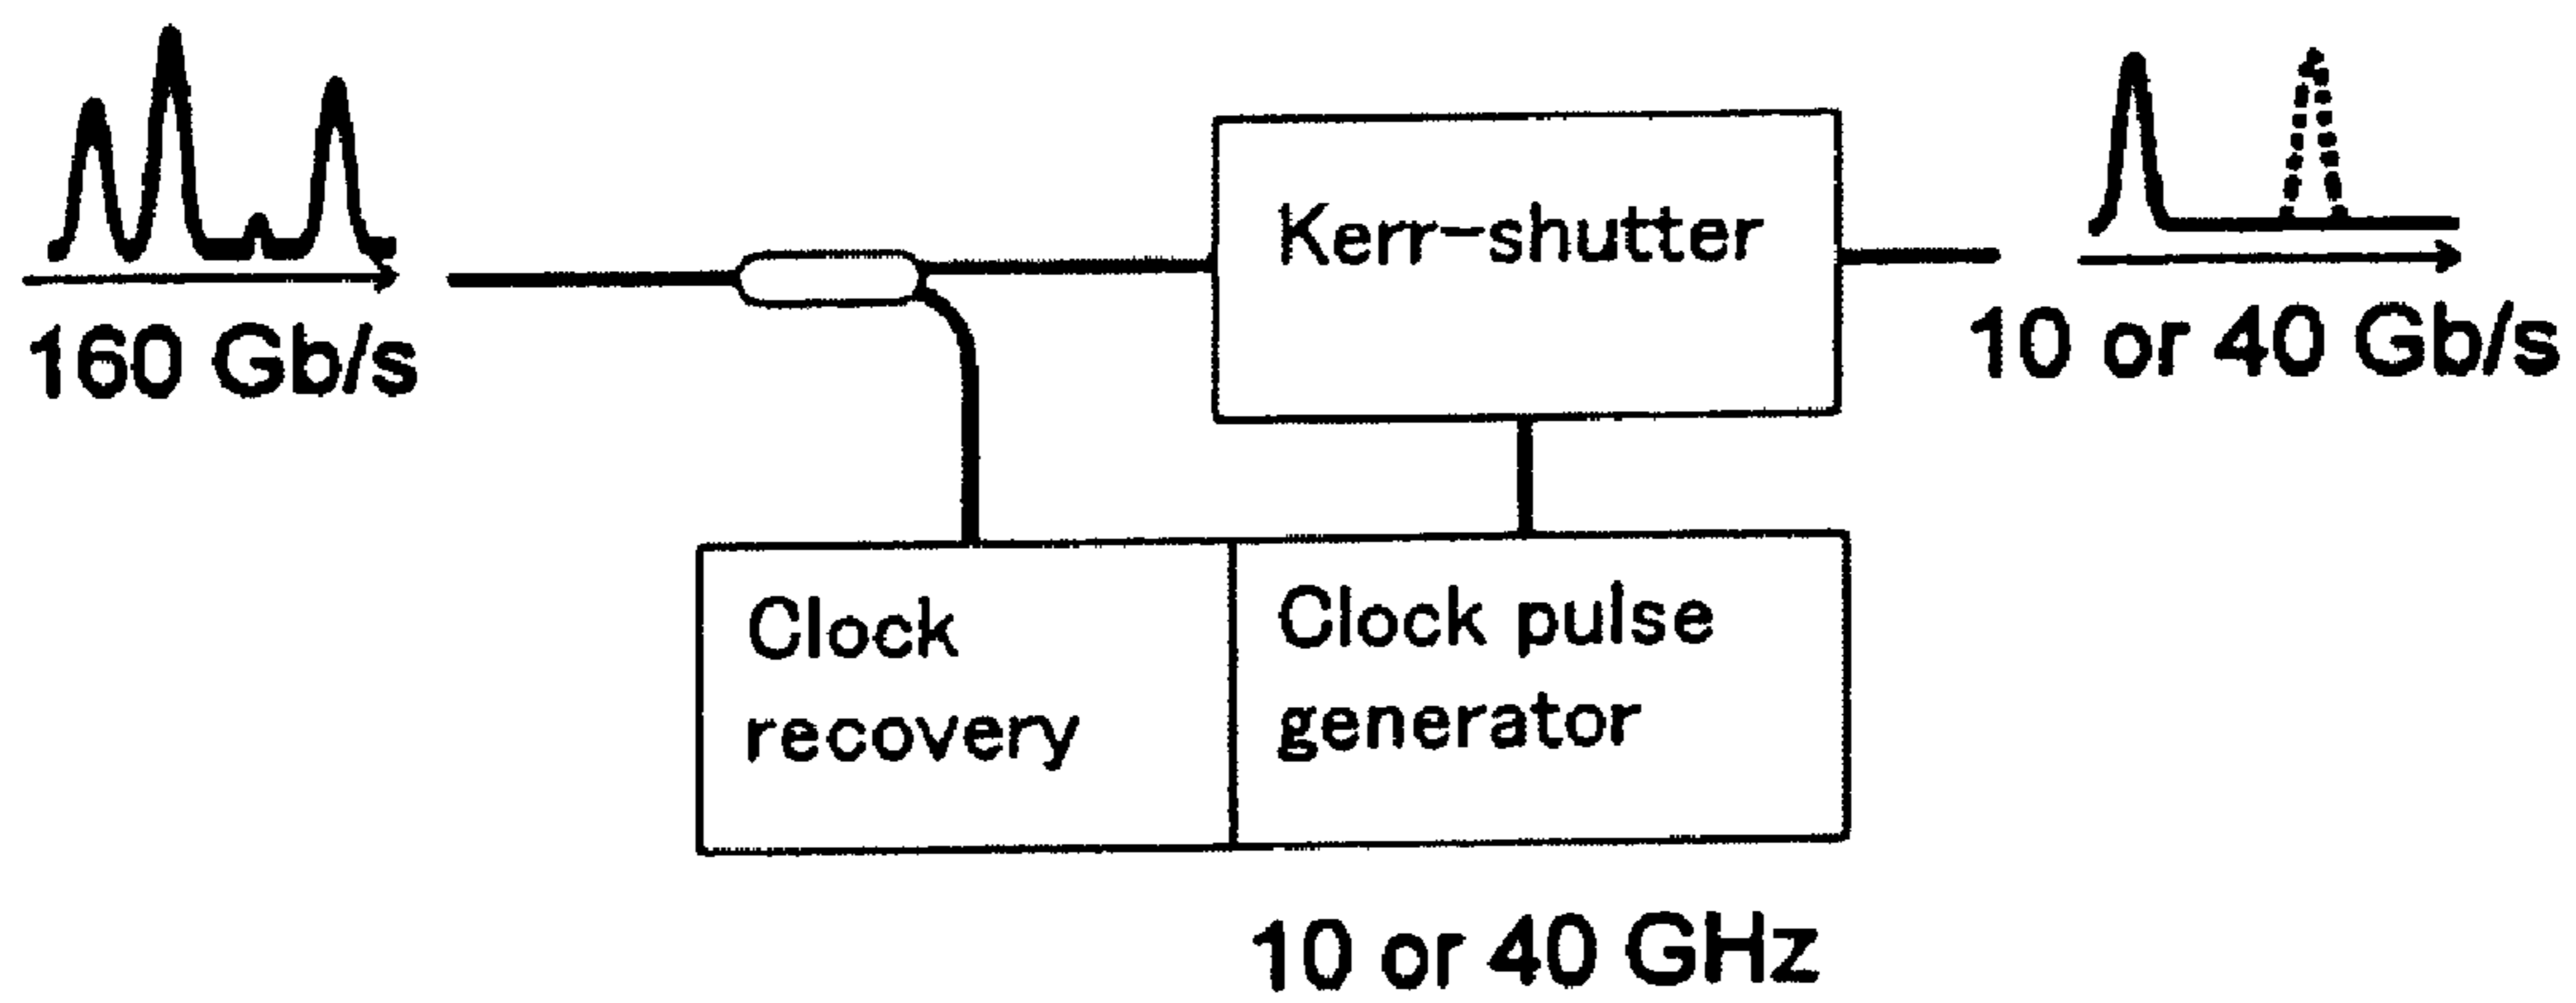 160 Gb/s
Kerr-shutter
10 or 40 Gb/s
Clock
recovery
Clock pulse
generator
10 or 40 GHz